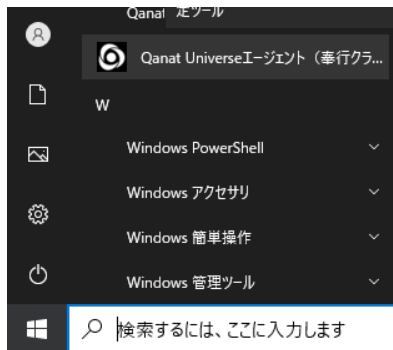 Qanat 定ツール
Qanat Universeエージェント（奉行クラ...
W
Windows PowerShell
Windows アクセサリ
Windows 簡単操作
Windows 管理ツール
検索するには、ここに入力します